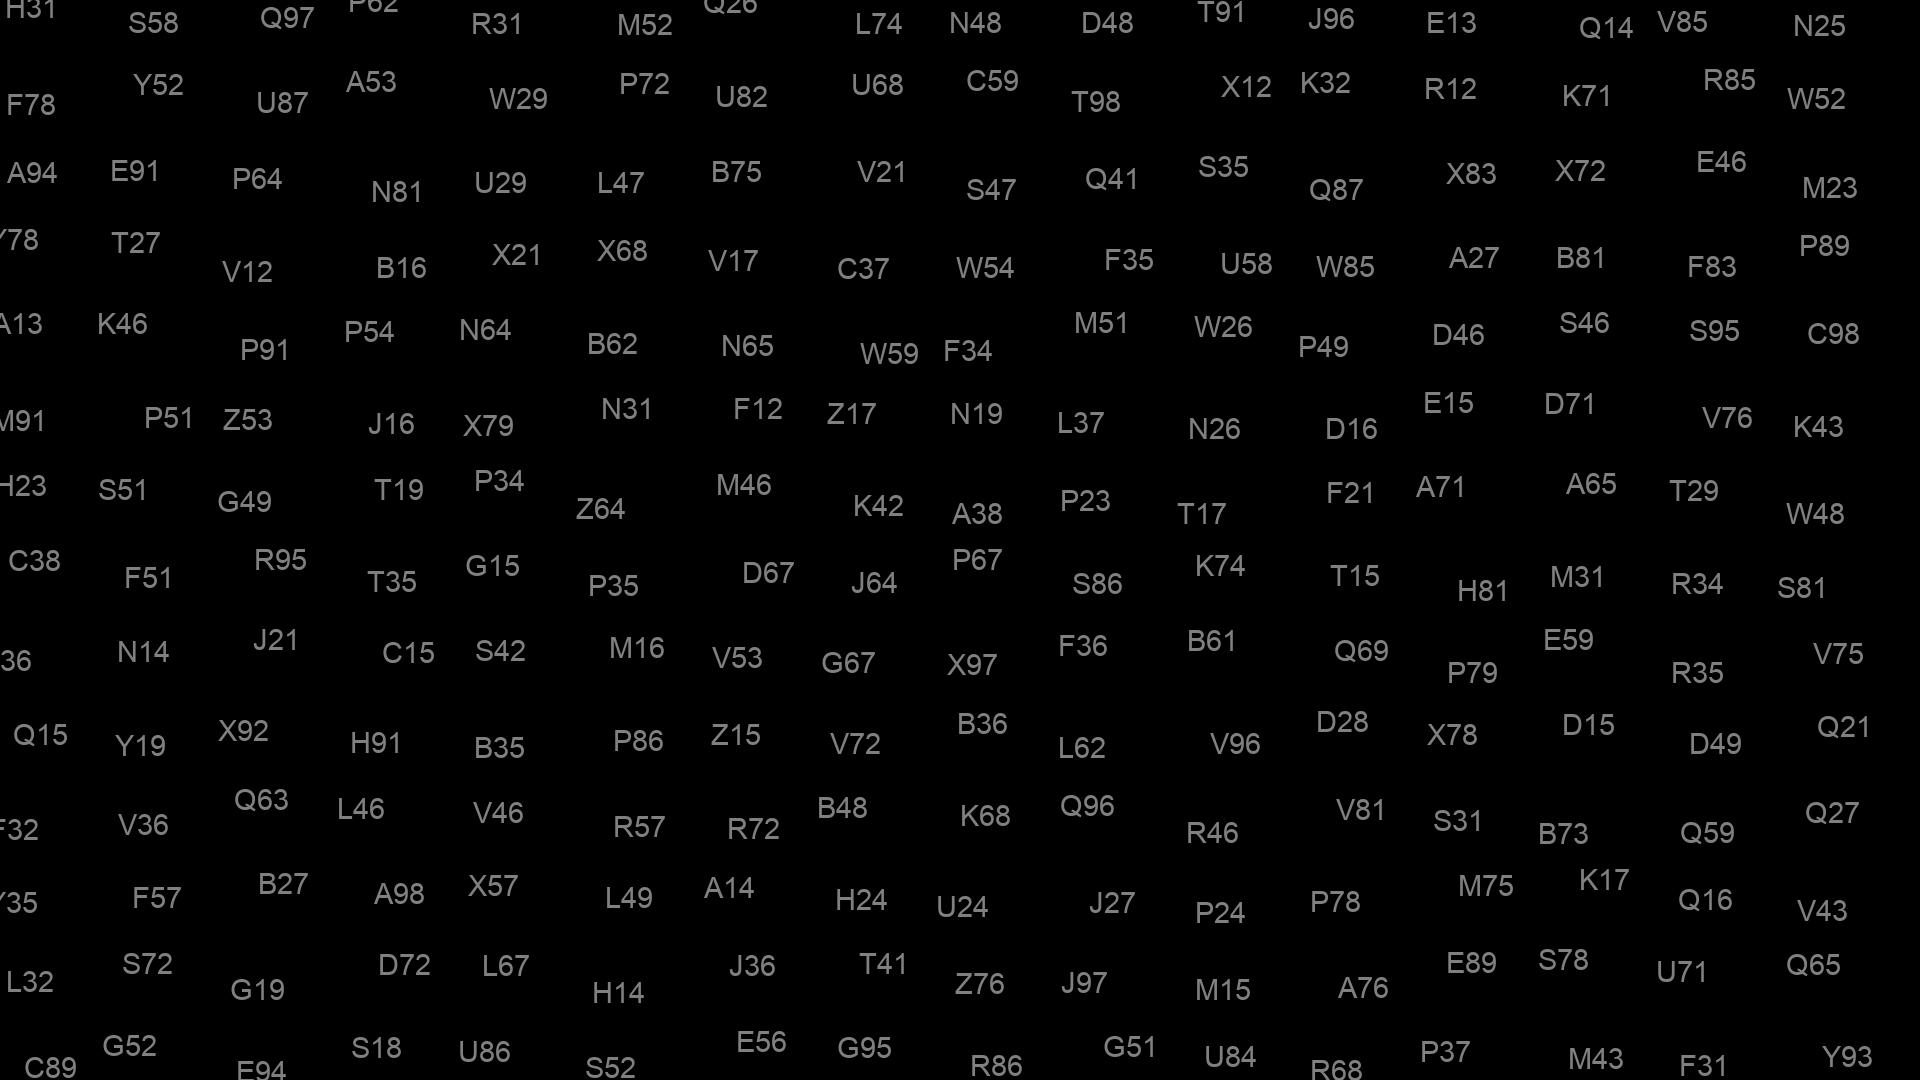 H31 S58 Q97 P62 R31 M52 Q26 L74 N48 D48 T91 J96 E13 Q14 V85 N25
F78 Y52 U87 A53 W29 P72 U82 U68 C59 T98 X12 K32 R12 K71 R85 W52
A94 E91 P64 N81 U29 L47 B75 V21 S47 Q41 S35 Q87 X83 X72 E46 M23
Y78 T27 V12 B16 X21 X68 V17 C37 W54 F35 U58 W85 A27 B81 F83 P89
A13 K46 P91 P54 N64 B62 N65 W59 F34 M51 W26 P49 D46 S46 S95 C98
M91 P51 Z53 J16 X79 N31 F12 Z17 N19 L37 N26 D16 E15 D71 V76 K43
H23 S51 G49 T19 P34 Z64 M46 K42 A38 P23 T17 F21 A71 A65 T29 W48
C38 F51 R95 T35 G15 P35 D67 J64 P67 S86 K74 T15 H81 M31 R34 S81
36 N14 J21 C15 S42 M16 V53 G67 X97 F36 B61 Q69 P79 E59 R35 V75
Q15 Y19 X92 H91 B35 P86 Z15 V72 B36 L62 V96 D28 X78 D15 D49 Q21
F32 V36 Q63 L46 V46 R57 R72 B48 K68 Q96 R46 V81 S31 B73 Q59 Q27
Y35 F57 B27 A98 X57 L49 A14 H24 U24 J27 P24 P78 M75 K17 Q16 V43
L32 S72 G19 D72 L67 H14 J36 T41 Z76 J97 M15 A76 E89 S78 U71 Q65
C89 G52 E94 S18 U86 S52 E56 G95 R86 G51 U84 R68 P37 M43 F31 Y93